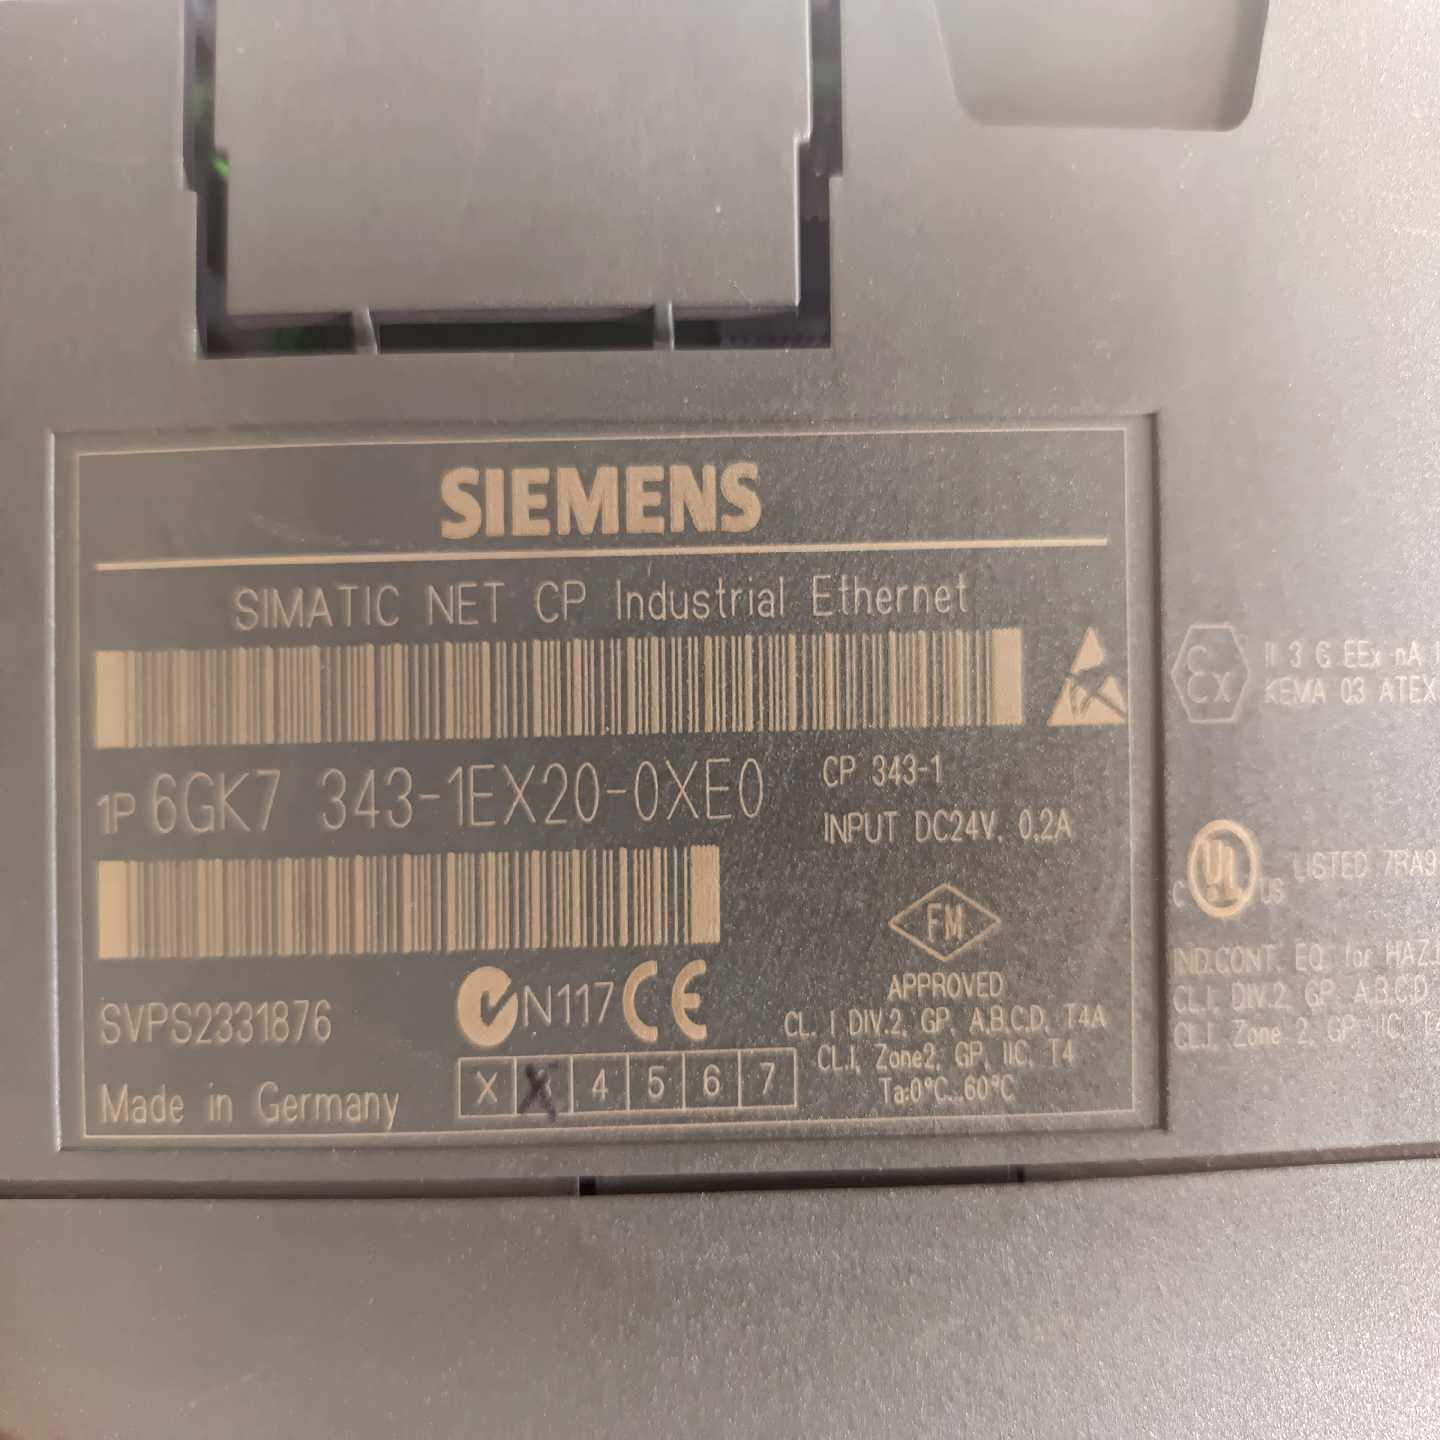 SIEMENS
SIMATIC NET CP Industrial Ethernet
1P 6GK7 343-1EX20-0XE0
CP 343-1
INPUT DC24V, 0.2A
SVPS2331876
N117 CE
Made in Germany
X X 4 5 6 7
FM
APPROVED
CL. I DIV.2, GP. A.B.C.D, T4A
CL.I, Zone2, GP, IIC, T4
Ta:0°C...60°C
II 3 G EEx nA
KEMA 03 ATEX
C UL US LISTED 7RA9
IND.CONT. EQ. for HAZ.
CL.I, DIV.2, GP. A.B.C.D
CL.I, Zone 2, GP. IIC,